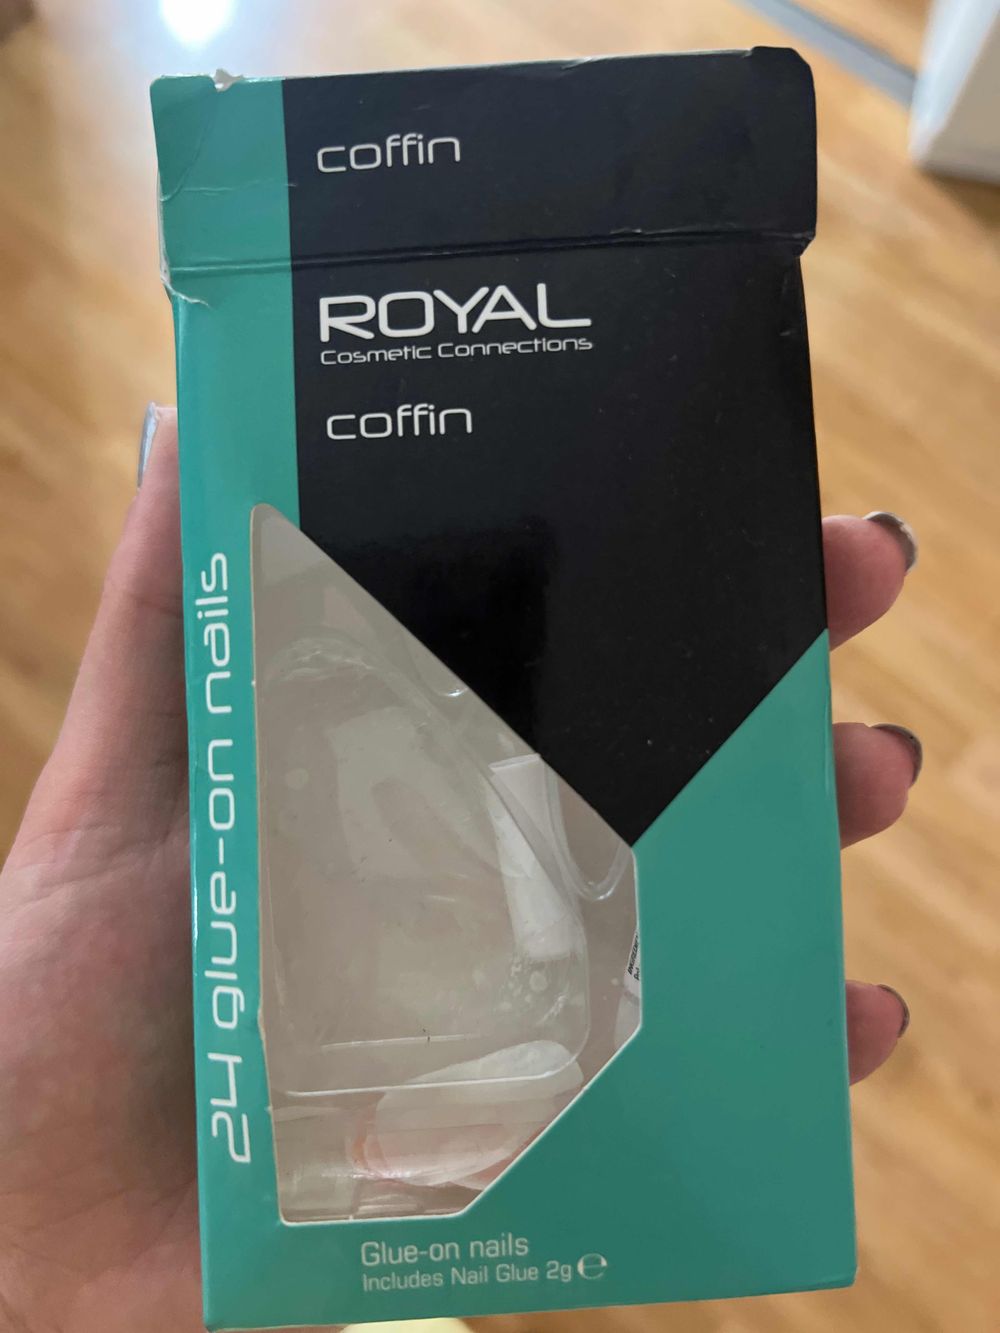 coffin
ROYAL
Cosmetic Connections
coffin
24 glue-on nails
Glue-on nails
Includes Nail Glue 2g ℮